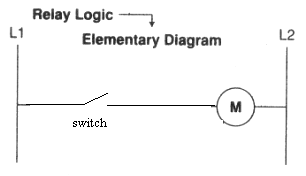 Relay Logic
L1
Elementary Diagram
L2
M
switch